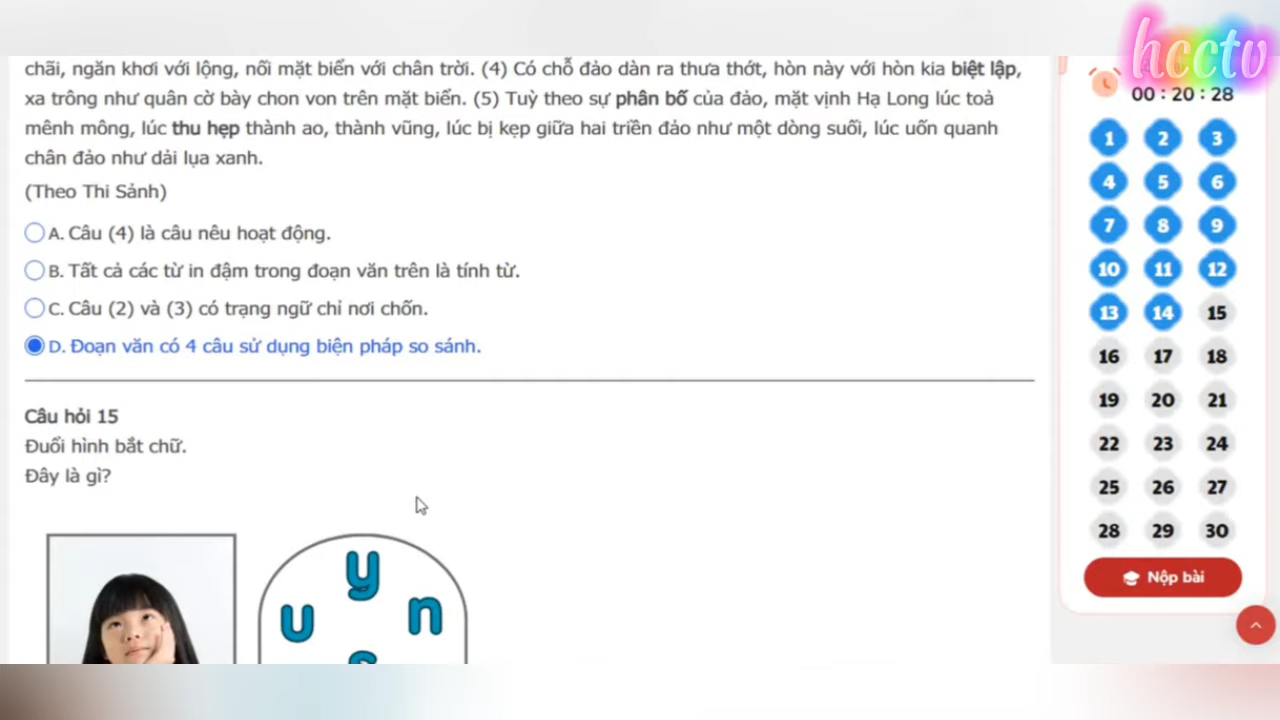 hcctv
chãi, ngăn khơi với lộng, nối mặt biển với chân trời. (4) Có chỗ đảo dàn ra thưa thớt, hòn này với hòn kia biệt lập,
xa trông như quân cờ bày chon von trên mặt biển. (5) Tuỳ theo sự phân bố của đảo, mặt vịnh Hạ Long lúc toả
mênh mông, lúc thu hẹp thành ao, thành vũng, lúc bị kẹp giữa hai triền đảo như một dòng suối, lúc uốn quanh
chân đảo như dải lụa xanh.
(Theo Thi Sảnh)
A. Câu (4) là câu nêu hoạt động.
B. Tất cả các từ in đậm trong đoạn văn trên là tính từ.
C. Câu (2) và (3) có trạng ngữ chỉ nơi chốn.
D. Đoạn văn có 4 câu sử dụng biện pháp so sánh.
Câu hỏi 15
Đuổi hình bắt chữ.
Đây là gì?
y
u n
00 : 20 : 28
1 2 3
4 5 6
7 8 9
10 11 12
13 14 15
16 17 18
19 20 21
22 23 24
25 26 27
28 29 30
Nộp bài